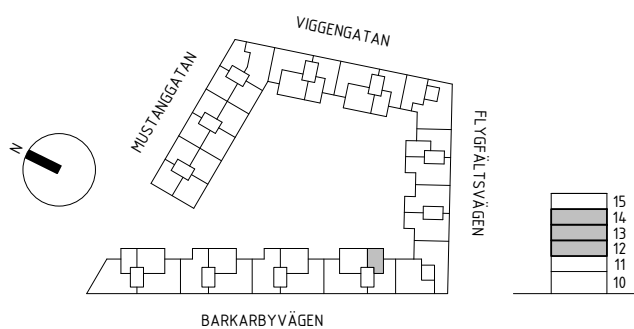 VIGGENGATAN
MUSTANGGATAN
FLYGFÄLTSVÄGEN
N
15
14
13
12
11
10
BARKARBYVÄGEN